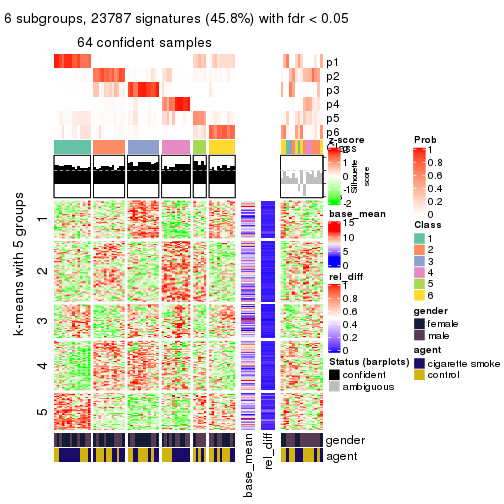 6 subgroups, 23787 signatures (45.8%) with fdr < 0.05
64 confident samples
p1
p2
p3
p4
p5
p6
Class
Silhouette
score
k-means with 5 groups
1
2
3
4
5
gender
agent
base_mean
rel_diff
z-score
2
1
0
-1
-2
base_mean
15
10
5
0
rel_diff
1
0.8
0.6
0.4
0.2
0
Status (barplots)
confident
ambiguous
Prob
1
0.8
0.6
0.4
0.2
0
Class
1
2
3
4
5
6
gender
female
male
agent
cigarette smoke
control